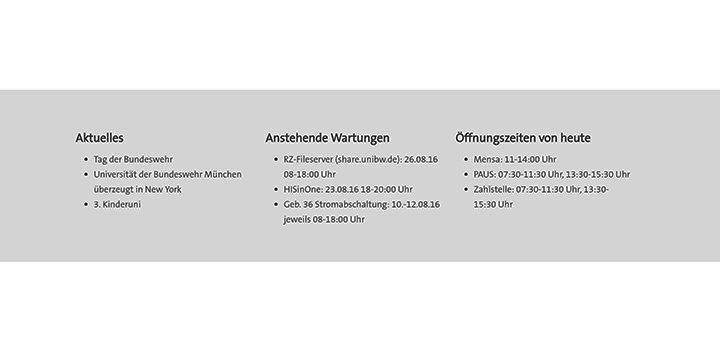 Aktuelles
• Tag der Bundeswehr
• Universität der Bundeswehr München
überzeugt in New York
• 3. Kinderuni
Anstehende Wartungen
• RZ-Fileserver (share.unibw.de): 26.08.16
08-18:00 Uhr
• HISinOne: 23.08.16 18-20:00 Uhr
• Geb. 36 Stromabschaltung: 10.-12.08.16
jeweils 08-18:00 Uhr
Öffnungszeiten von heute
• Mensa: 11-14:00 Uhr
• PAUS: 07:30-11:30 Uhr, 13:30-15:30 Uhr
• Zahlstelle: 07:30-11:30 Uhr, 13:30-
15:30 Uhr